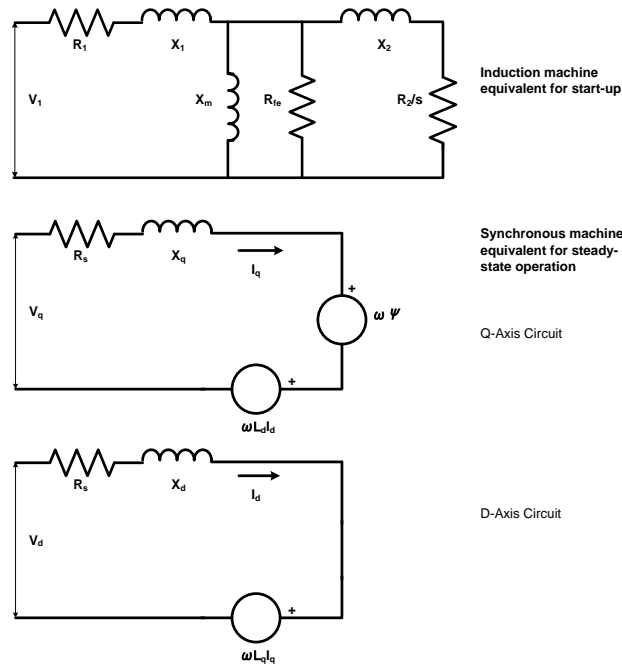 R1
X1
X2
V1
Xm
Rfe
R2/s
Induction machine
equivalent for start-up
Rs
Xq
Iq
Vq
+
ω Ψ
+
ωLdId
Synchronous machine
equivalent for steady-
state operation
Q-Axis Circuit
Rs
Xd
Id
Vd
+
ωLqIq
D-Axis Circuit